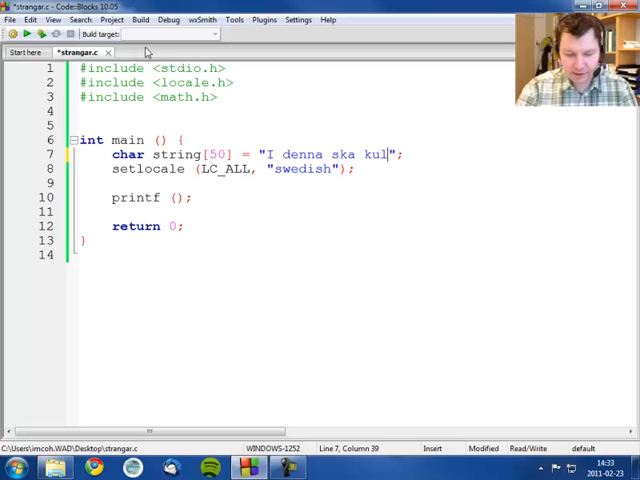 *strangar.c - Code::Blocks 10.05
File Edit View Search Project Build Debug wxSmith Tools Plugins Settings Help
Build target:
Start here *strangar.c
1 #include <stdio.h>
2 #include <locale.h>
3 #include <math.h>
4
5
6 int main () {
7 char string[50] = "I denna ska kul";
8 setlocale (LC_ALL, "swedish");
9
10 printf ();
11
12 return 0;
13 }
14
C:\Users\imcoh.WAD\Desktop\strangar.c WINDOWS-1252 Line 7, Column 39 Insert Modified Read/Write default
14:33
2011-02-23